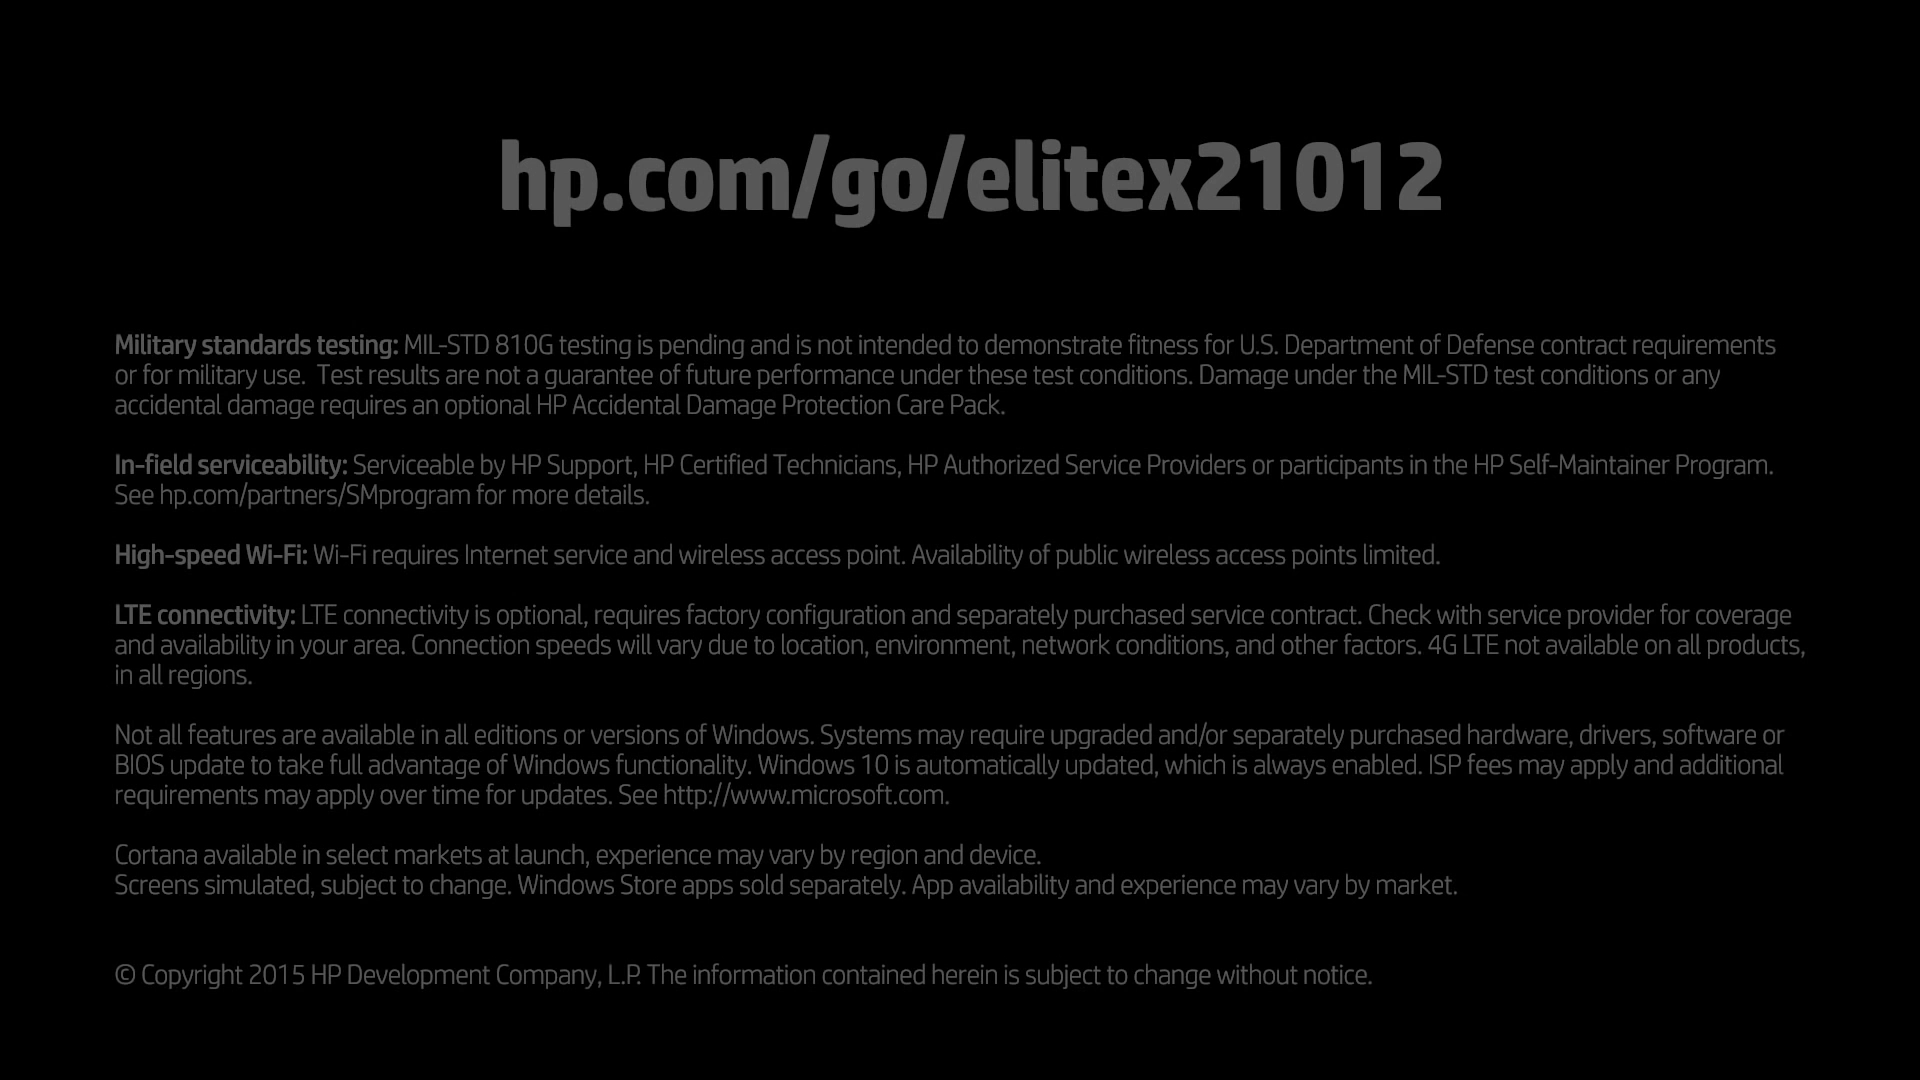 hp.com/go/elitex21012
Military standards testing: MIL-STD 810G testing is pending and is not intended to demonstrate fitness for U.S. Department of Defense contract requirements
or for military use.  Test results are not a guarantee of future performance under these test conditions. Damage under the MIL-STD test conditions or any
accidental damage requires an optional HP Accidental Damage Protection Care Pack.
In-field serviceability: Serviceable by HP Support, HP Certified Technicians, HP Authorized Service Providers or participants in the HP Self-Maintainer Program.
See hp.com/partners/SMprogram for more details.
High-speed Wi-Fi: Wi-Fi requires Internet service and wireless access point. Availability of public wireless access points limited.
LTE connectivity: LTE connectivity is optional, requires factory configuration and separately purchased service contract. Check with service provider for coverage
and availability in your area. Connection speeds will vary due to location, environment, network conditions, and other factors. 4G LTE not available on all products,
in all regions.
Not all features are available in all editions or versions of Windows. Systems may require upgraded and/or separately purchased hardware, drivers, software or
BIOS update to take full advantage of Windows functionality. Windows 10 is automatically updated, which is always enabled. ISP fees may apply and additional
requirements may apply over time for updates. See http://www.microsoft.com.
Cortana available in select markets at launch, experience may vary by region and device.
Screens simulated, subject to change. Windows Store apps sold separately. App availability and experience may vary by market.
© Copyright 2015 HP Development Company, L.P. The information contained herein is subject to change without notice.